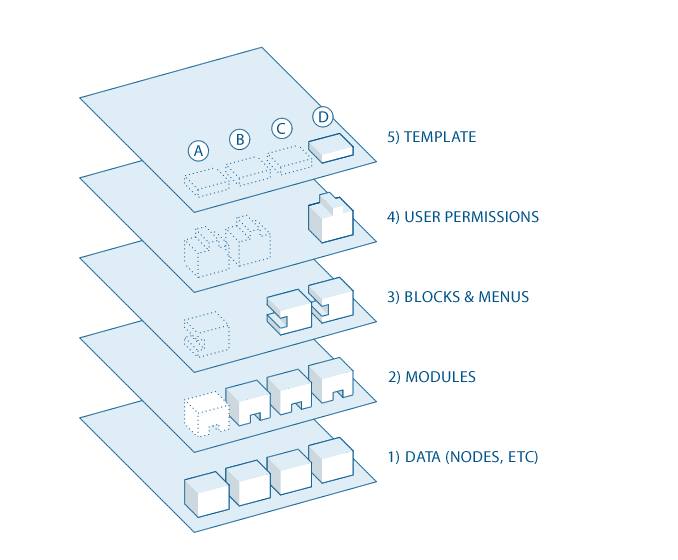 A
B
C
D
5) TEMPLATE
4) USER PERMISSIONS
3) BLOCKS & MENUS
2) MODULES
1) DATA (NODES, ETC)